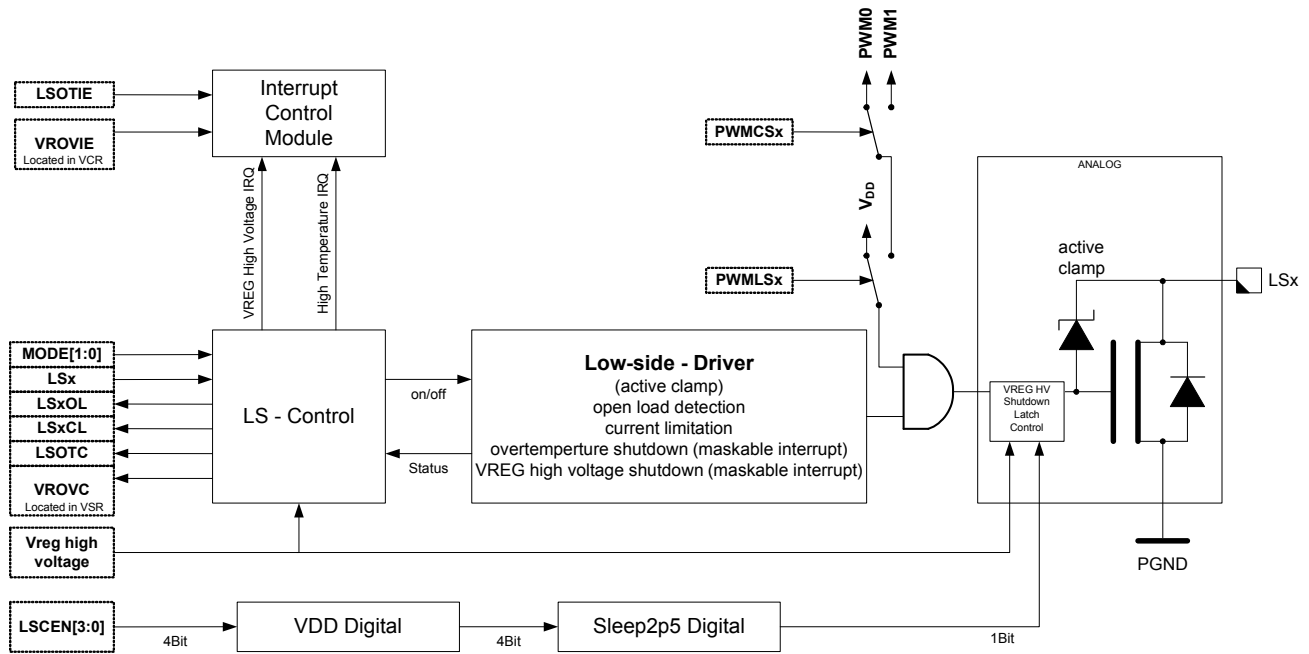 PWM0
PWM1
LSOTIE
VROVIE
Located in VCR
Interrupt
Control
Module
PWMCSx
VREG High Voltage IRQ
High Temperature IRQ
VDD
PWMLSx
ANALOG
active
clamp
LSx
MODE[1:0]
LSx
LSxOL
LSxCL
LSOTC
VROVC
Located in VSR
LS - Control
on/off
Status
Low-side - Driver
(active clamp)
open load detection
current limitation
overtemperture shutdown (maskable interrupt)
VREG high voltage shutdown (maskable interrupt)
VREG HV
Shutdown
Latch
Control
Vreg high
voltage
PGND
LSCEN[3:0]
4Bit
VDD Digital
4Bit
Sleep2p5 Digital
1Bit